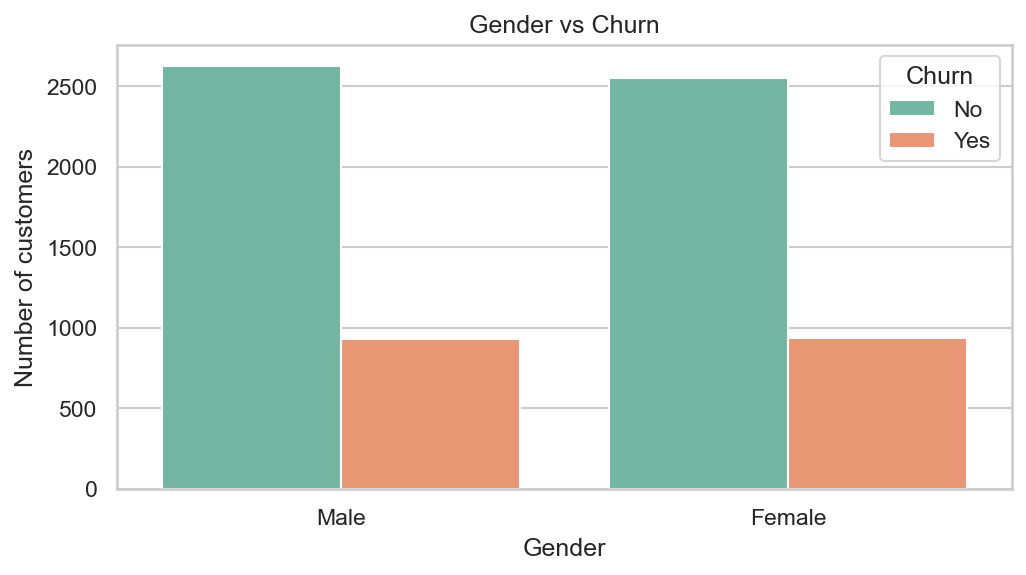 Gender vs Churn
Number of customers
2500
2000
1500
1000
500
0
Churn
No
Yes
Male
Female
Gender